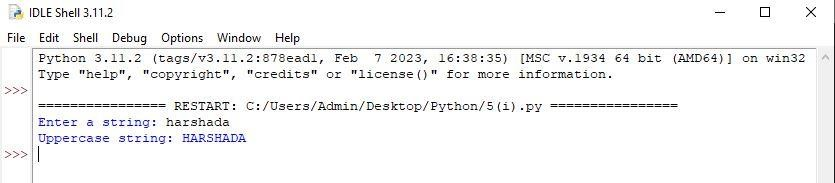 IDLE Shell 3.11.2
File Edit Shell Debug Options Window Help
Python 3.11.2 (tags/v3.11.2:878ead1, Feb  7 2023, 16:38:35) [MSC v.1934 64 bit (AMD64)] on win32
Type "help", "copyright", "credits" or "license()" for more information.
>>>
================ RESTART: C:/Users/Admin/Desktop/Python/5(i).py ================
Enter a string: harshada
Uppercase string: HARSHADA
>>>